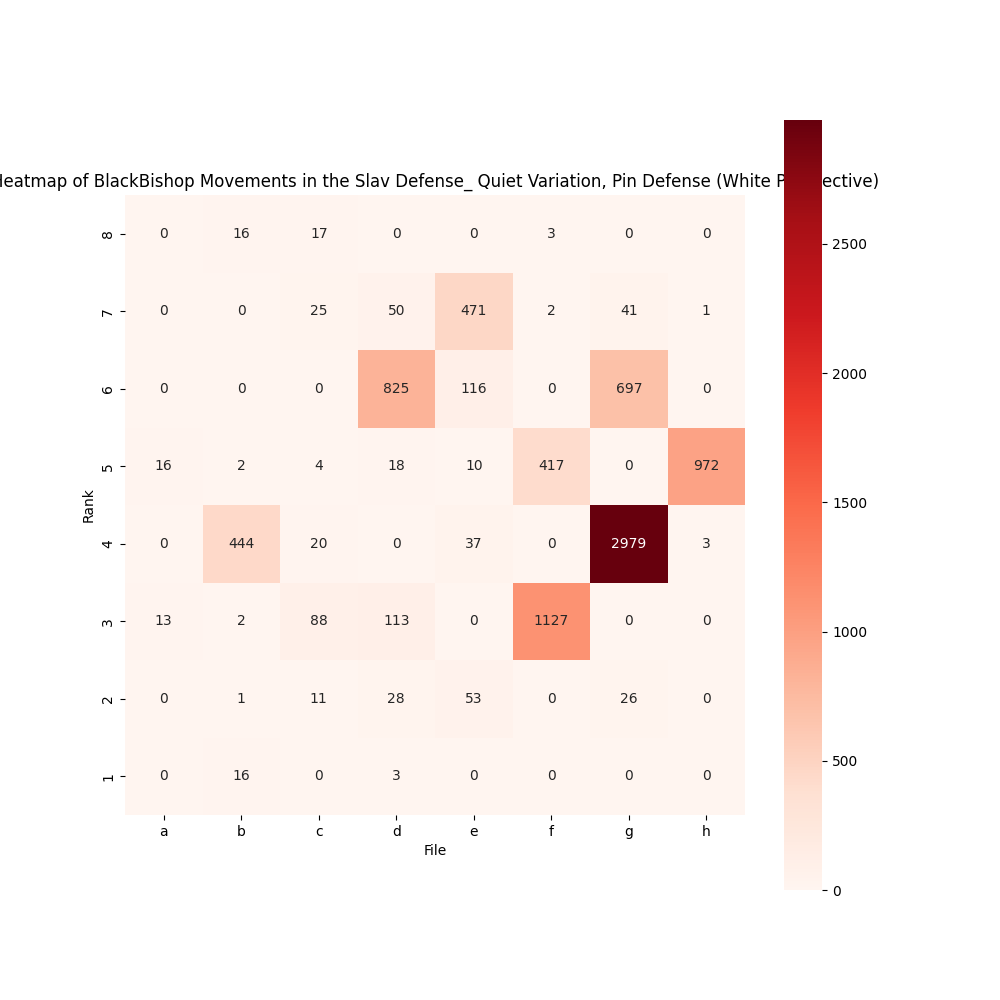 Heatmap of BlackBishop Movements in the Slav Defense_ Quiet Variation, Pin Defense (White P ective)
8 0 16 17 0 0 3 0 0
7 0 0 25 50 471 2 41 1
6 0 0 0 825 116 0 697 0
5 16 2 4 18 10 417 0 972
4 0 444 20 0 37 0 2979 3
3 13 2 88 113 0 1127 0 0
2 0 1 11 28 53 0 26 0
1 0 16 0 3 0 0 0 0
a b c d e f g h
File
Rank
2500
2000
1500
1000
500
0